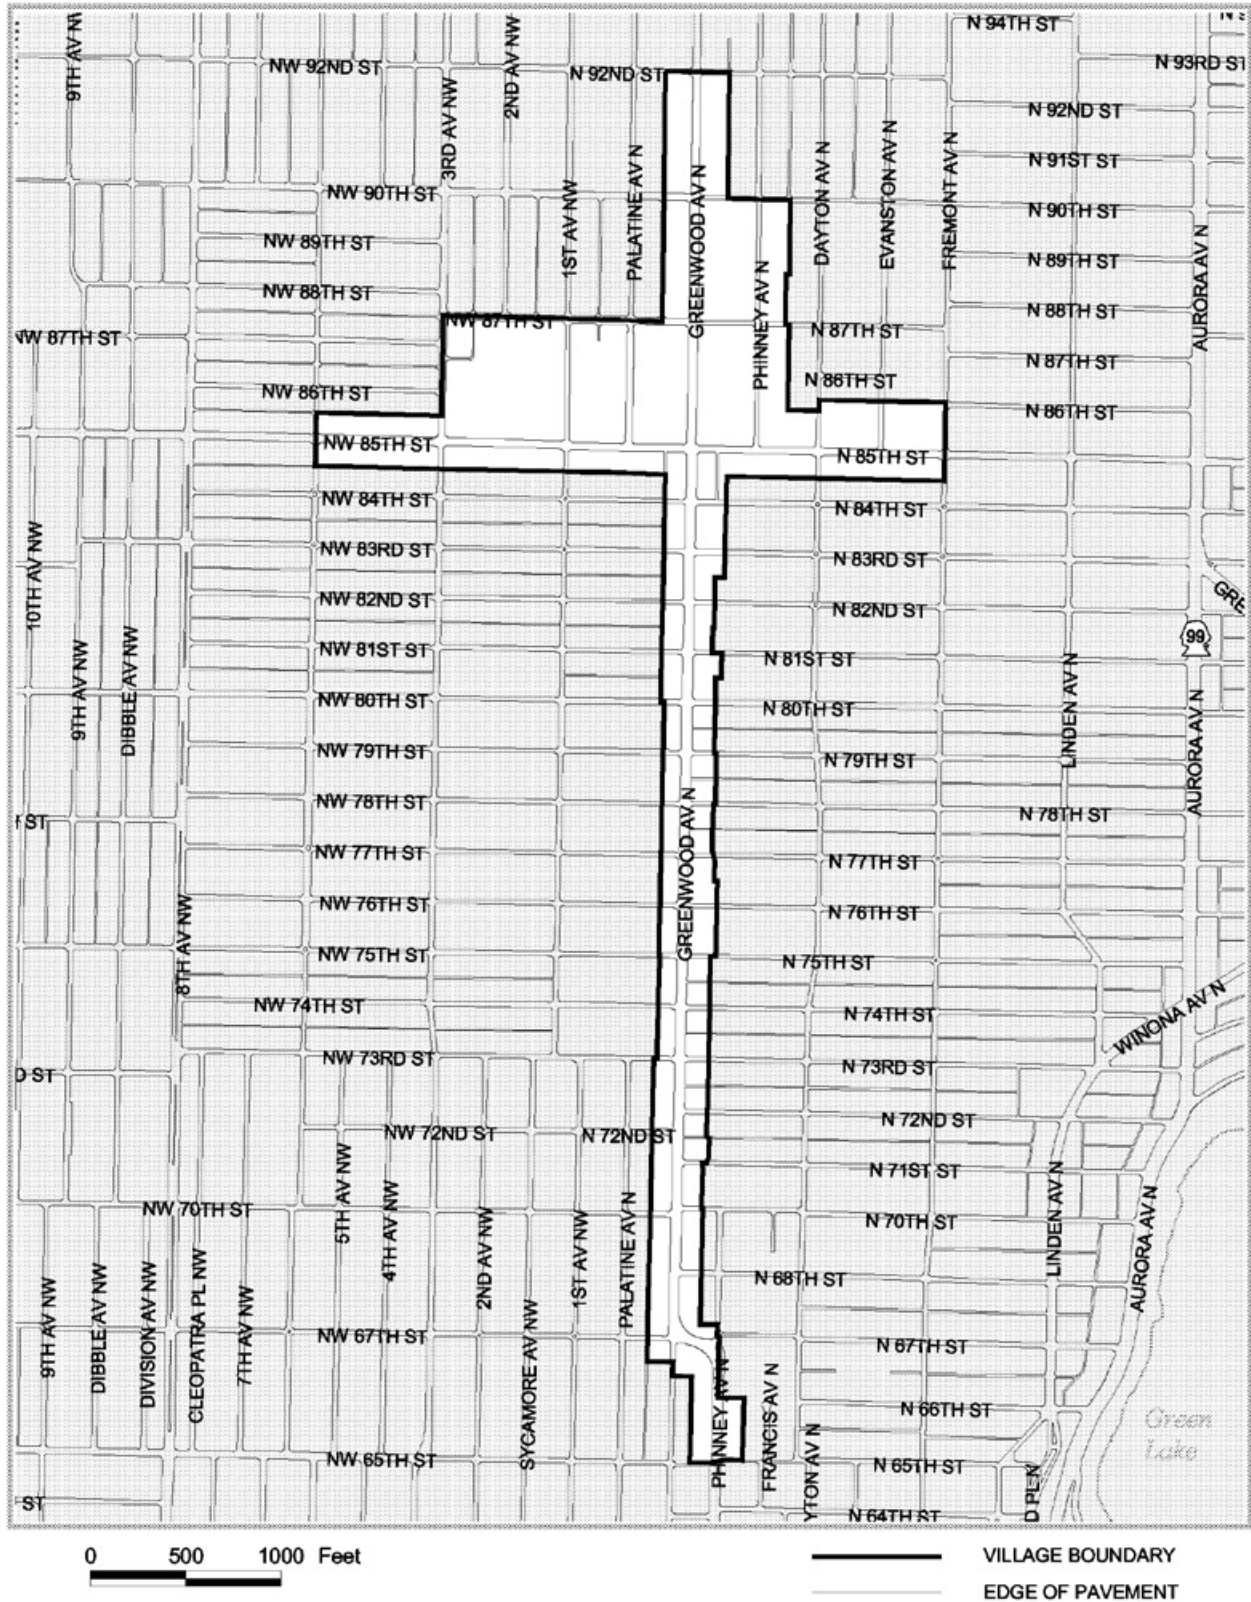 N 94TH ST
N 93RD ST
NW 92ND ST
N 92ND ST
N 92ND ST
9TH AV NW
3RD AV NW
2ND AV NW
N 91ST ST
NW 90TH ST
N 90TH ST
1ST AV NW
PALATINE AV N
GREENWOOD AV N
PHINNEY AV N
DAYTON AV N
EVANSTON AV N
FREMONT AV N
AURORA AV N
NW 89TH ST
N 89TH ST
NW 88TH ST
N 88TH ST
NW 87TH ST
NW 87TH ST
N 87TH ST
N 87TH ST
NW 86TH ST
N 86TH ST
N 86TH ST
NW 85TH ST
N 85TH ST
NW 84TH ST
N 84TH ST
NW 83RD ST
N 83RD ST
10TH AV NW
NW 82ND ST
N 82ND ST
GRE
99
9TH AV NW
DIBBLE AV NW
NW 81ST ST
N 81ST ST
LINDEN AV N
AURORA AV N
NW 80TH ST
N 80TH ST
NW 79TH ST
N 79TH ST
NW 78TH ST
N 78TH ST
ST
GREENWOOD AV N
NW 77TH ST
N 77TH ST
NW 76TH ST
N 76TH ST
8TH AV NW
NW 75TH ST
N 75TH ST
NW 74TH ST
N 74TH ST
WINONA AV N
NW 73RD ST
N 73RD ST
D ST
NW 72ND ST
N 72ND ST
N 72ND ST
N 71ST ST
5TH AV NW
4TH AV NW
2ND AV NW
1ST AV NW
PALATINE AV N
LINDEN AV N
AURORA AV N
NW 70TH ST
N 70TH ST
N 68TH ST
9TH AV NW
DIBBLE AV NW
DIVISION AV NW
CLEOPATRA PL NW
7TH AV NW
NW 67TH ST
N 67TH ST
SYCAMORE AV NW
PHINNEY AV N
FRANCIS AV N
YTON AV N
N 66TH ST
Green
Lake
NW 65TH ST
N 65TH ST
D PL N
ST
N 64TH ST
0 500 1000 Feet
VILLAGE BOUNDARY
EDGE OF PAVEMENT